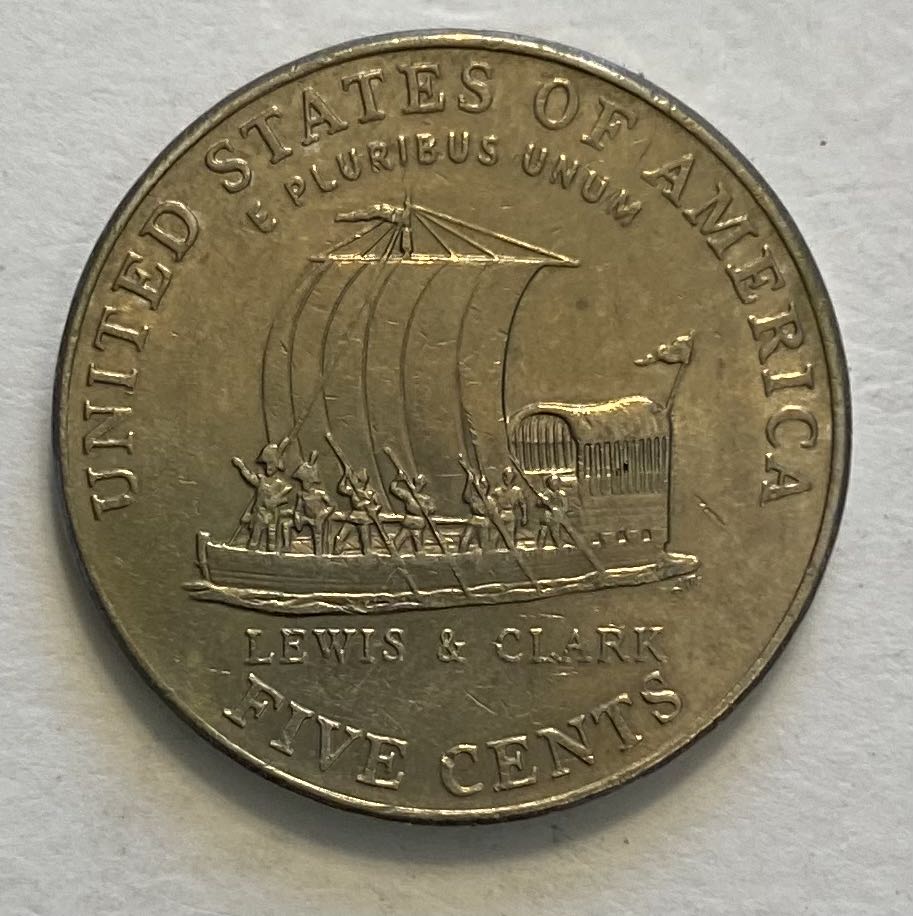 UNITED STATES OF AMERICA
E PLURIBUS UNUM
LEWIS & CLARK
FIVE CENTS